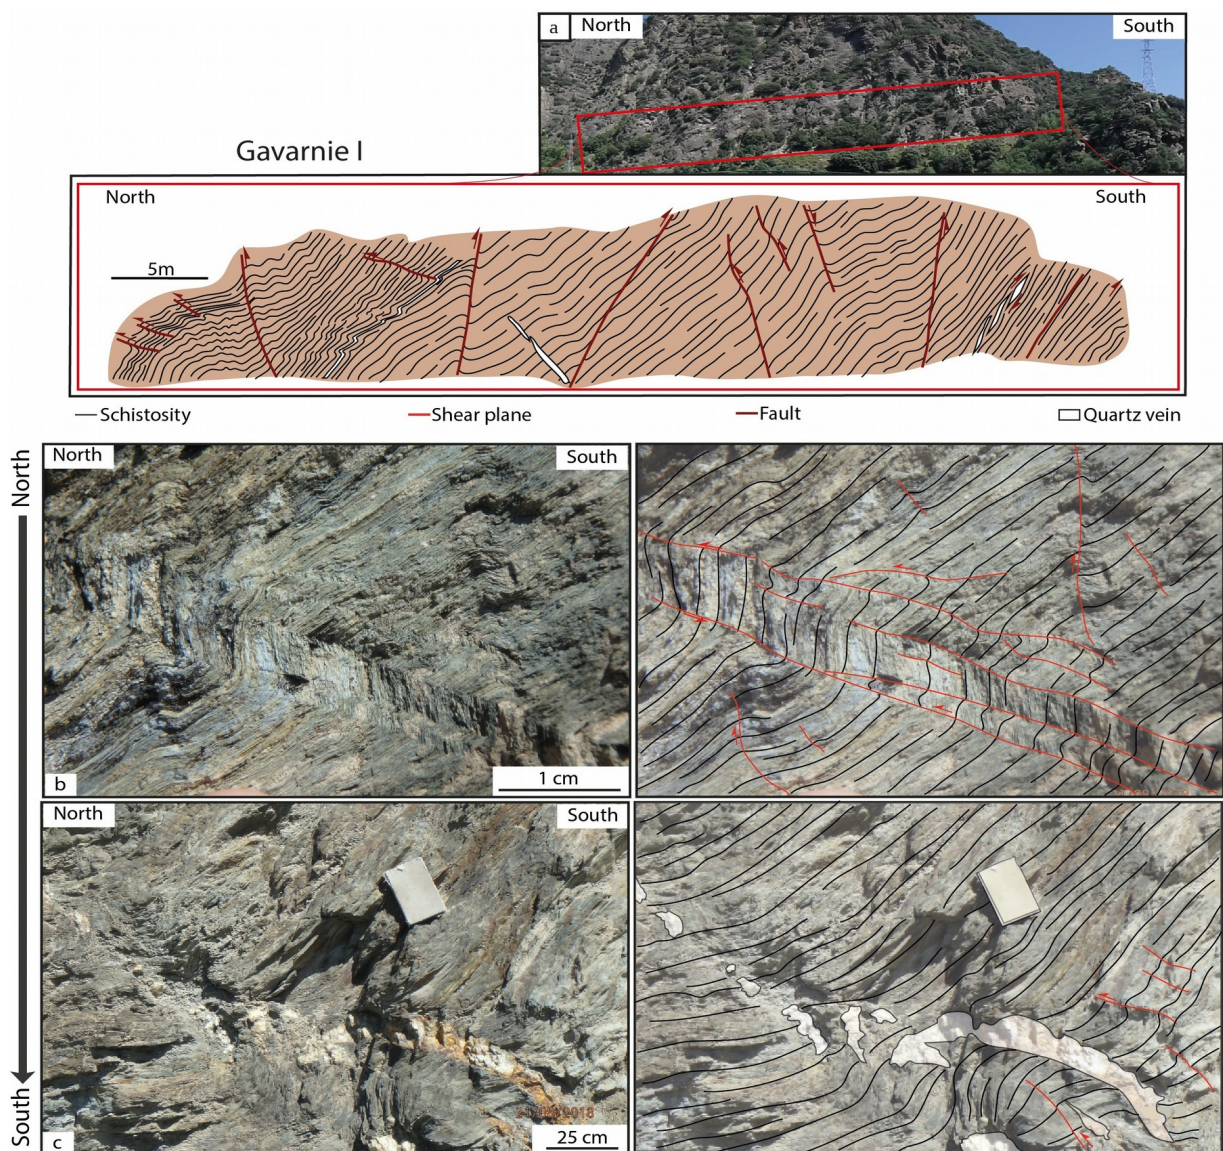 a North South
Gavarnie I
North South
5m
Schistosity Shear plane Fault Quartz vein
North
South
North South
b 1 cm
North South
c 25 cm